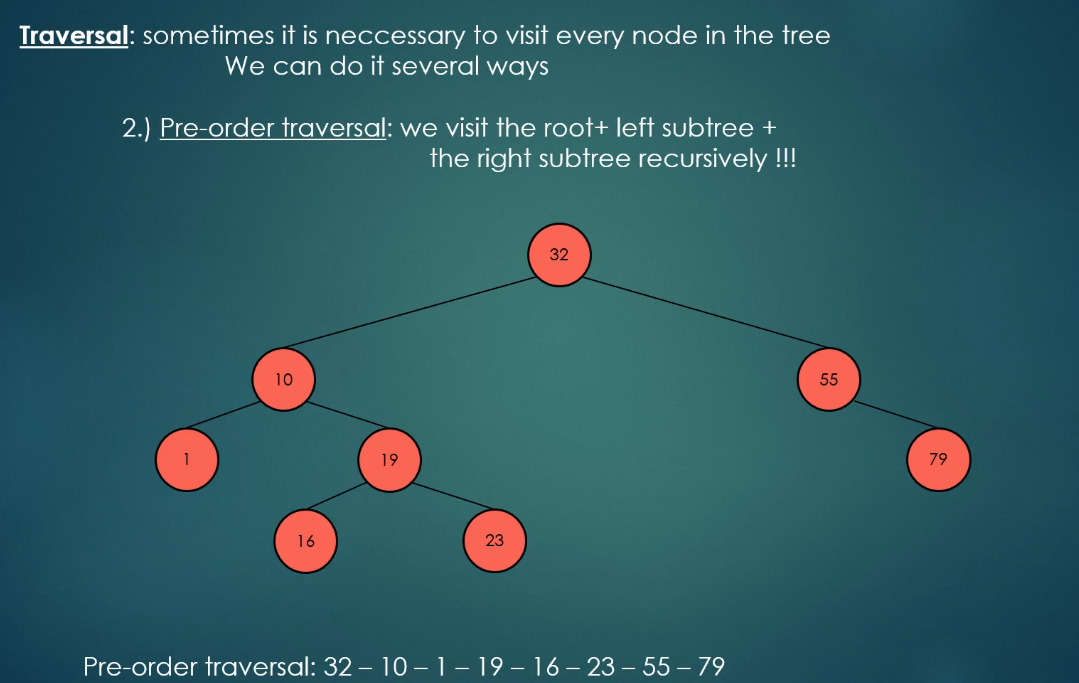 Traversal: sometimes it is neccessary to visit every node in the tree
We can do it several ways
2.) Pre-order traversal: we visit the root+ left subtree +
the right subtree recursively !!!
32
10
55
1
19
79
16
23
Pre-order traversal: 32 – 10 – 1 – 19 – 16 – 23 – 55 – 79